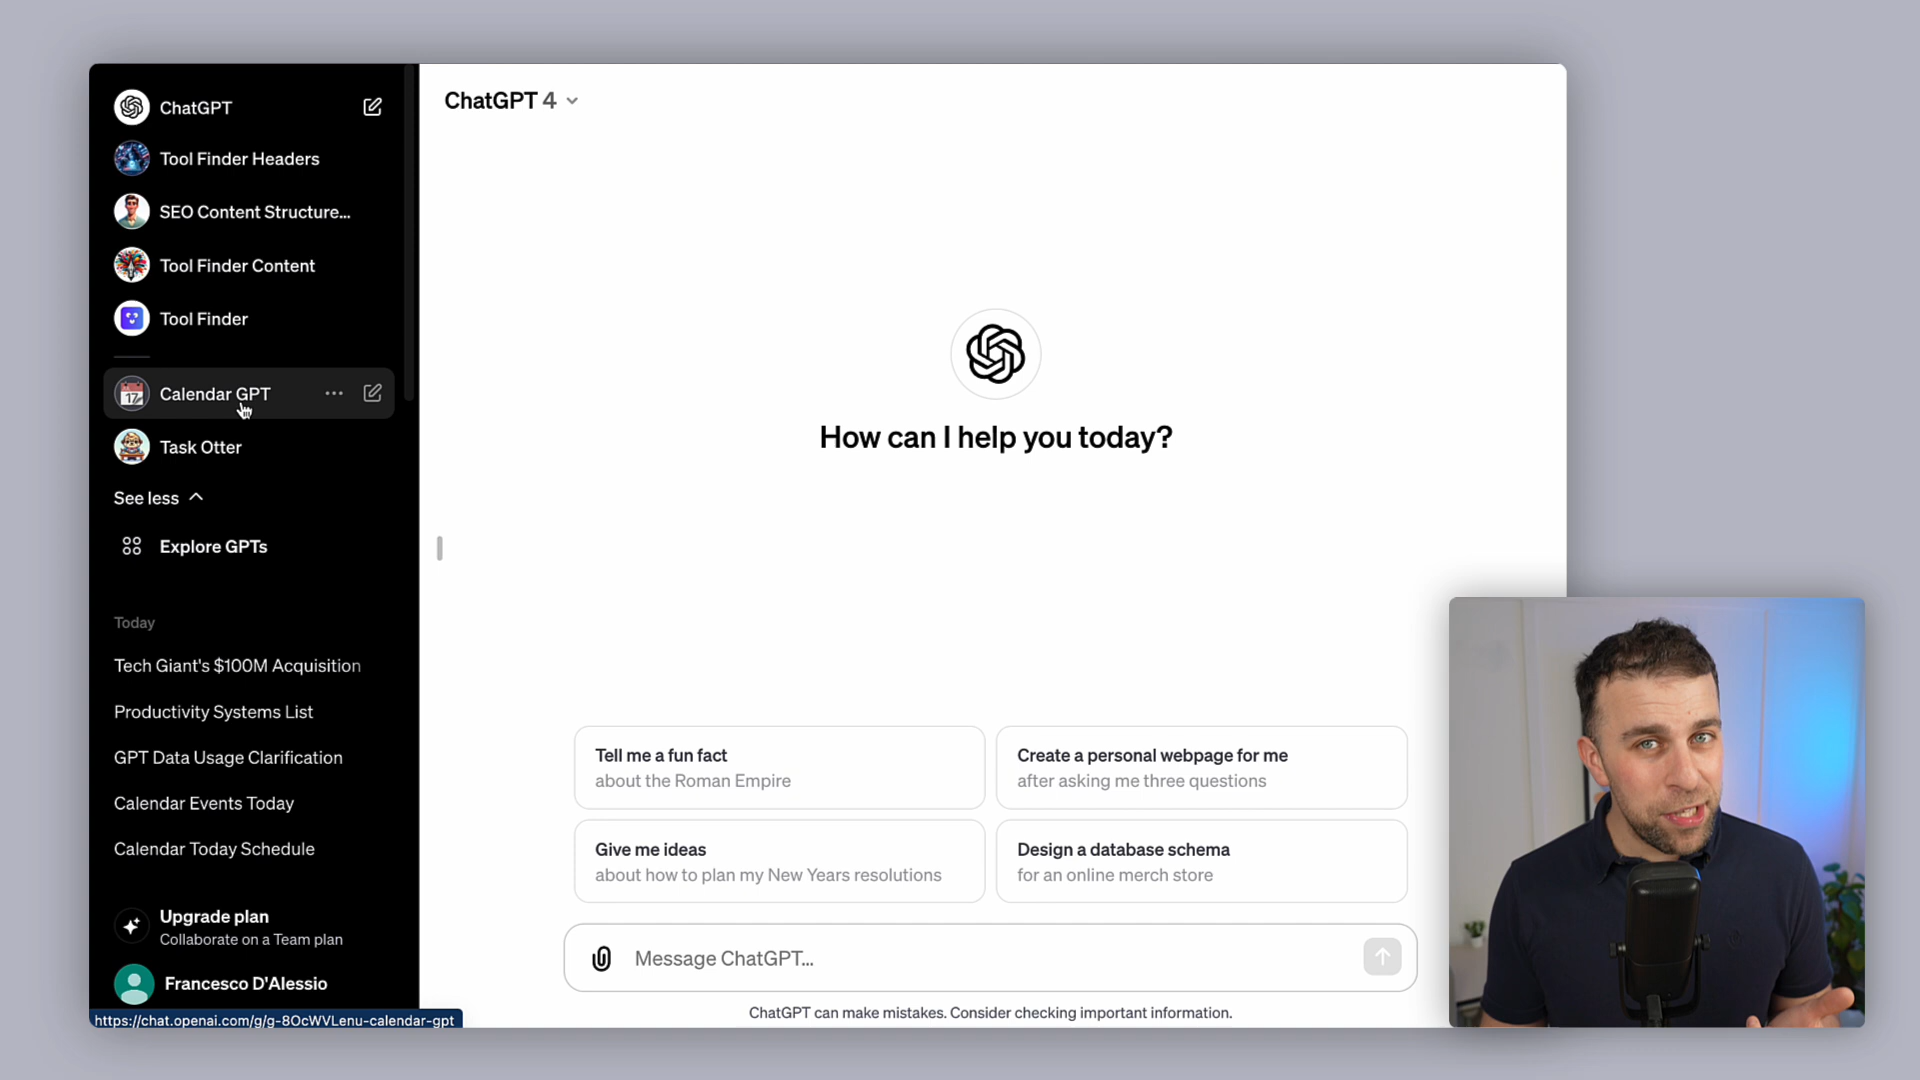 ChatGPT
Tool Finder Headers
SEO Content Structure...
Tool Finder Content
Tool Finder
17
Calendar GPT
Task Otter
See less
Explore GPTs
Today
Tech Giant's $100M Acquisition
Productivity Systems List
GPT Data Usage Clarification
Calendar Events Today
Calendar Today Schedule
Upgrade plan
Collaborate on a Team plan
Francesco D'Alessio
https://chat.openai.com/g/g-8OcWVLenu-calendar-gpt
ChatGPT 4
How can I help you today?
Tell me a fun fact
about the Roman Empire
Create a personal webpage for me
after asking me three questions
Give me ideas
about how to plan my New Years resolutions
Design a database schema
for an online merch store
Message ChatGPT...
ChatGPT can make mistakes. Consider checking important information.